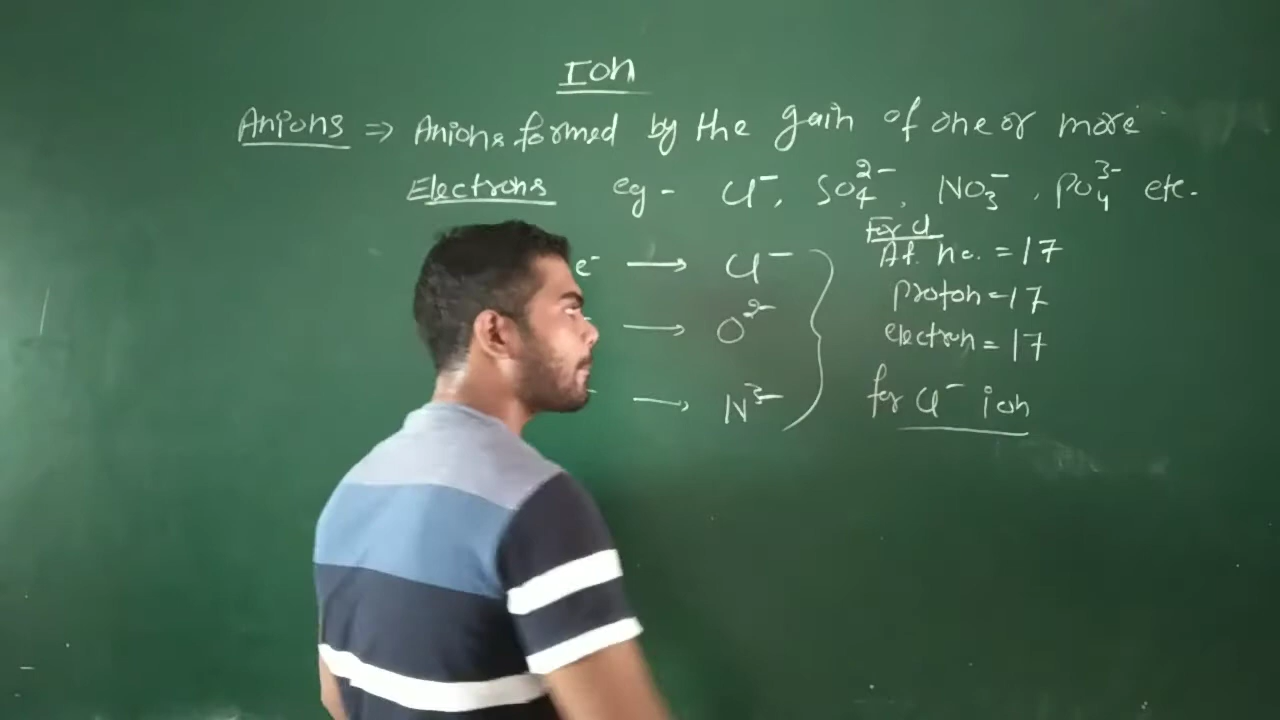 Ion
Anions ⇒ Anions formed by the gain of one or more
Electrons eg - Cl⁻, SO₄²⁻, NO₃⁻, PO₄³⁻ etc.
For Cl
e⁻ → Cl⁻ At. no. = 17
→ O²⁻ proton = 17
electron = 17
→ N³⁻ for Cl⁻ ion